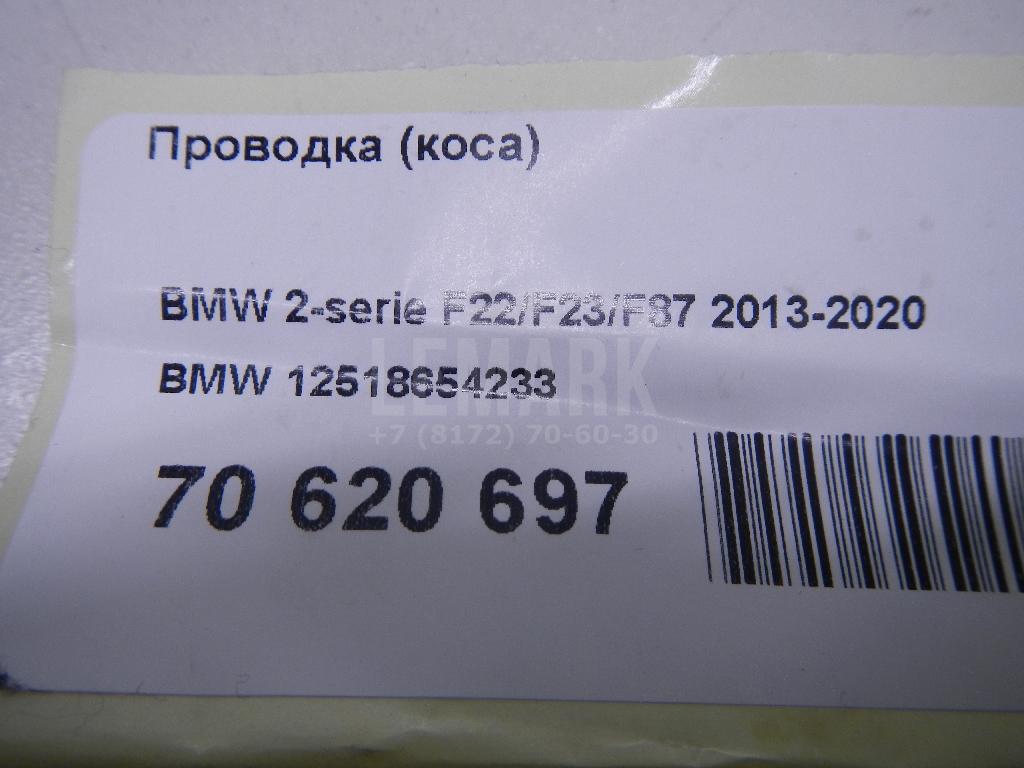 Проводка (коса)
BMW 2-serie F22/F23/F87 2013-2020
BMW 12518654233
LEMARK
+7 (8172) 70-60-30
70 620 697